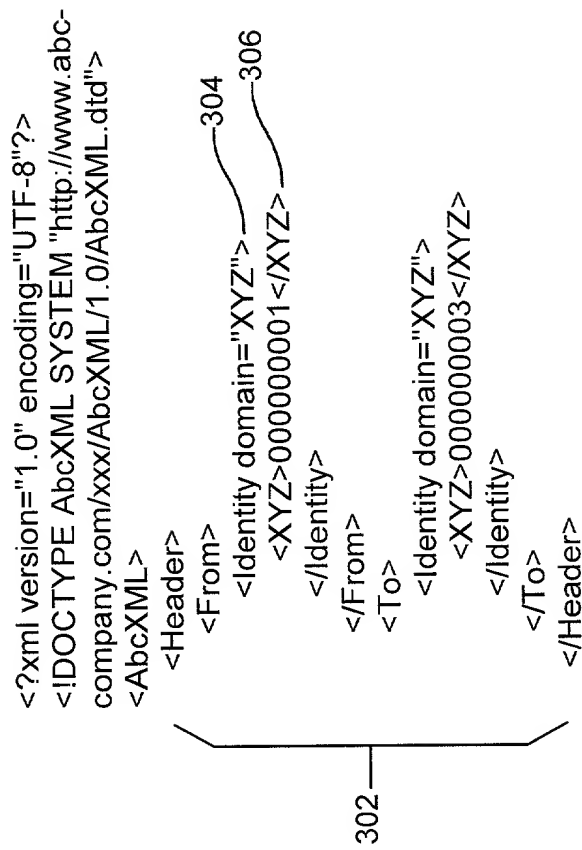 <?xml version="1.0" encoding="UTF-8"?>
<!DOCTYPE AbcXML SYSTEM "http://www.abc-
company.com/xxx/AbcXML/1.0/AbcXML.dtd">
<AbcXML>
<Header>
<From>
<Identity domain="XYZ">
304
<XYZ>000000001</XYZ>
306
</Identity>
</From>
<To>
<Identity domain="XYZ">
<XYZ>000000003</XYZ>
</Identity>
</To>
</Header>
302